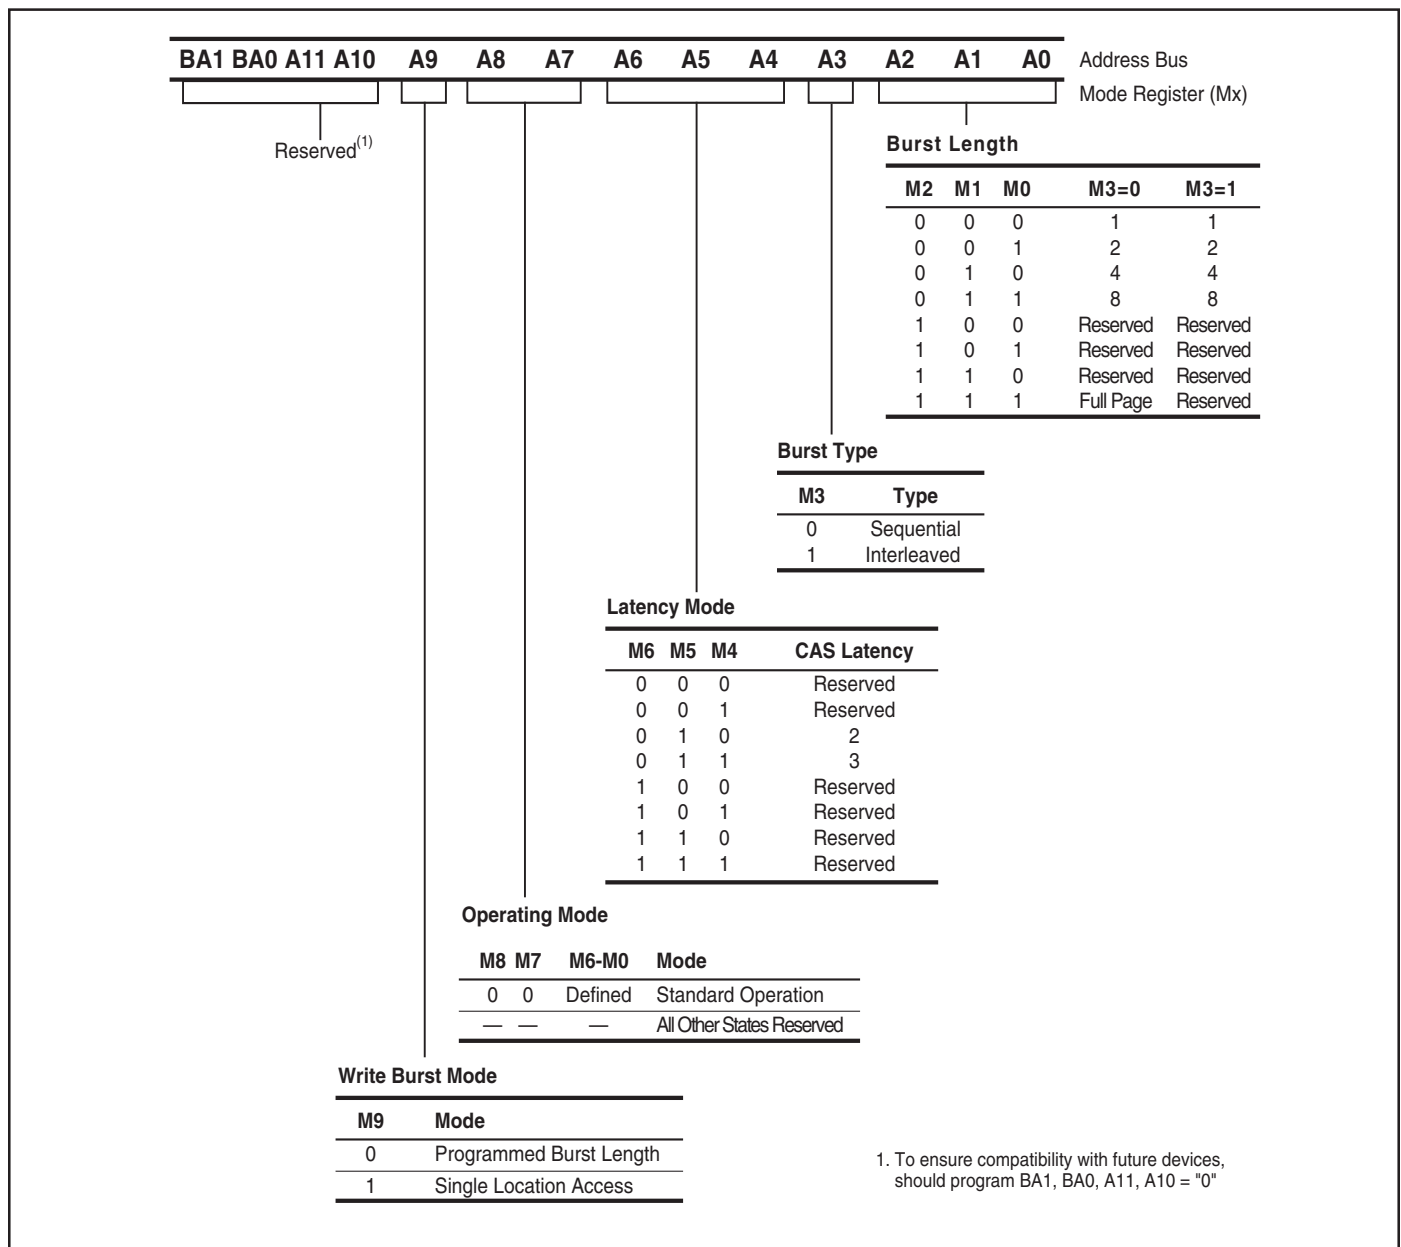 BA1 BA0 A11 A10 A9 A8 A7 A6 A5 A4 A3 A2 A1 A0 Address Bus
Mode Register (Mx)
Reserved(1)
Burst Length
M2 M1 M0 M3=0 M3=1
0 0 0 1 1
0 0 1 2 2
0 1 0 4 4
0 1 1 8 8
1 0 0 Reserved Reserved
1 0 1 Reserved Reserved
1 1 0 Reserved Reserved
1 1 1 Full Page Reserved
Burst Type
M3 Type
0 Sequential
1 Interleaved
Latency Mode
M6 M5 M4 CAS Latency
0 0 0 Reserved
0 0 1 Reserved
0 1 0 2
0 1 1 3
1 0 0 Reserved
1 0 1 Reserved
1 1 0 Reserved
1 1 1 Reserved
Operating Mode
M8 M7 M6-M0 Mode
0 0 Defined Standard Operation
— — — All Other States Reserved
Write Burst Mode
M9 Mode
0 Programmed Burst Length
1 Single Location Access
1. To ensure compatibility with future devices,
should program BA1, BA0, A11, A10 = "0"